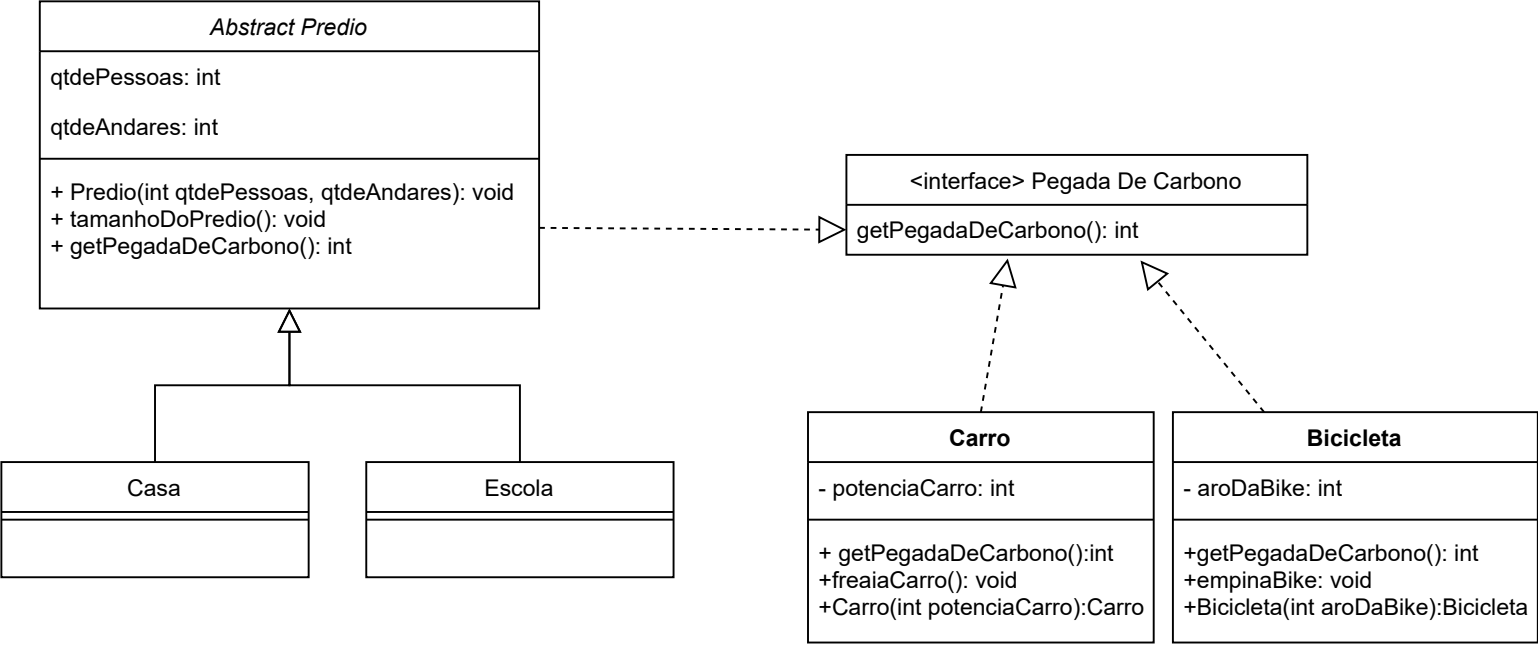 Abstract Predio
qtdePessoas: int
qtdeAndares: int
+ Predio(int qtdePessoas, qtdeAndares): void
+ tamanhoDoPredio(): void
+ getPegadaDeCarbono(): int
<interface> Pegada De Carbono
getPegadaDeCarbono(): int
Casa
Escola
Carro
- potenciaCarro: int
+ getPegadaDeCarbono():int
+freaiaCarro(): void
+Carro(int potenciaCarro):Carro
Bicicleta
- aroDaBike: int
+getPegadaDeCarbono(): int
+empinaBike: void
+Bicicleta(int aroDaBike):Bicicleta